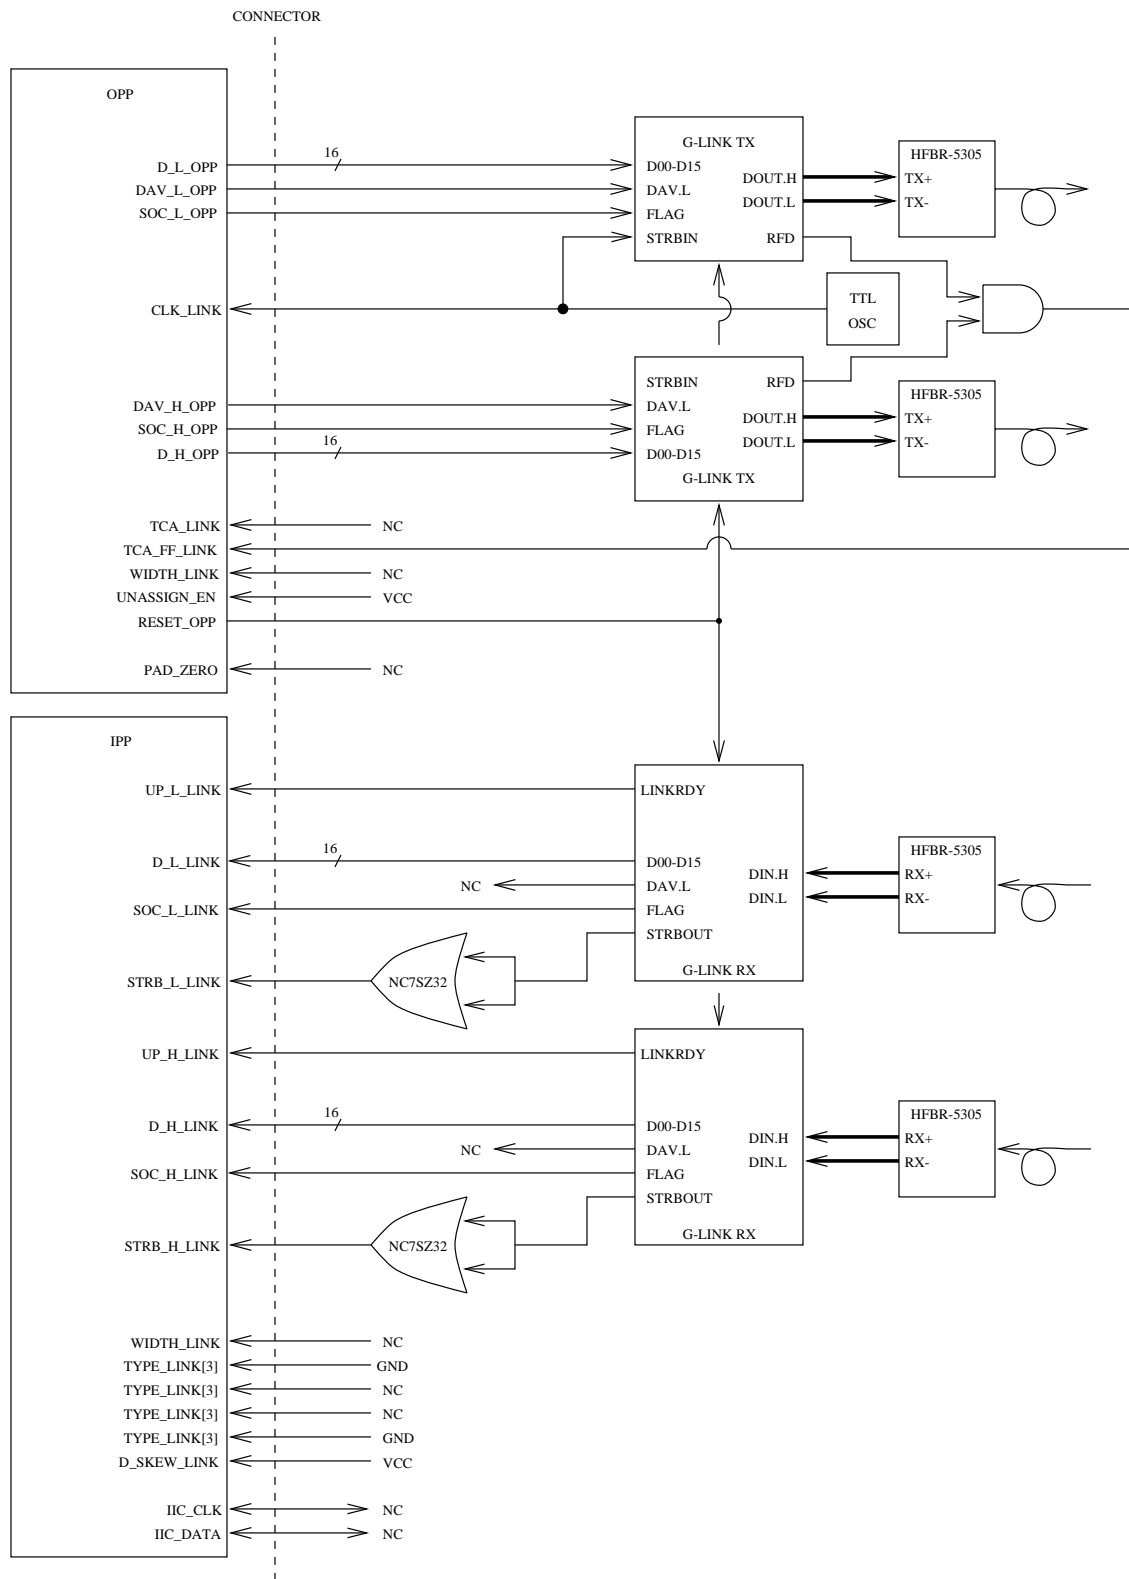 CONNECTOR
OPP
G-LINK TX
HFBR-5305
16
D_L_OPP
D00-D15
DOUT.H
TX+
DAV_L_OPP
DAV.L
DOUT.L
TX-
SOC_L_OPP
FLAG
STRBIN
RFD
CLK_LINK
TTL
OSC
STRBIN
RFD
HFBR-5305
DAV_H_OPP
DAV.L
DOUT.H
TX+
SOC_H_OPP
FLAG
DOUT.L
TX-
16
D_H_OPP
D00-D15
G-LINK TX
TCA_LINK
NC
TCA_FF_LINK
WIDTH_LINK
NC
UNASSIGN_EN
VCC
RESET_OPP
PAD_ZERO
NC
IPP
UP_L_LINK
LINKRDY
16
D_L_LINK
D00-D15
HFBR-5305
NC
DAV.L
DIN.H
RX+
SOC_L_LINK
FLAG
DIN.L
RX-
STRBOUT
STRB_L_LINK
NC7SZ32
G-LINK RX
UP_H_LINK
LINKRDY
16
D_H_LINK
D00-D15
HFBR-5305
NC
DAV.L
DIN.H
RX+
SOC_H_LINK
FLAG
DIN.L
RX-
STRBOUT
STRB_H_LINK
NC7SZ32
G-LINK RX
WIDTH_LINK
NC
TYPE_LINK[3]
GND
TYPE_LINK[3]
NC
TYPE_LINK[3]
NC
TYPE_LINK[3]
GND
D_SKEW_LINK
VCC
IIC_CLK
NC
IIC_DATA
NC